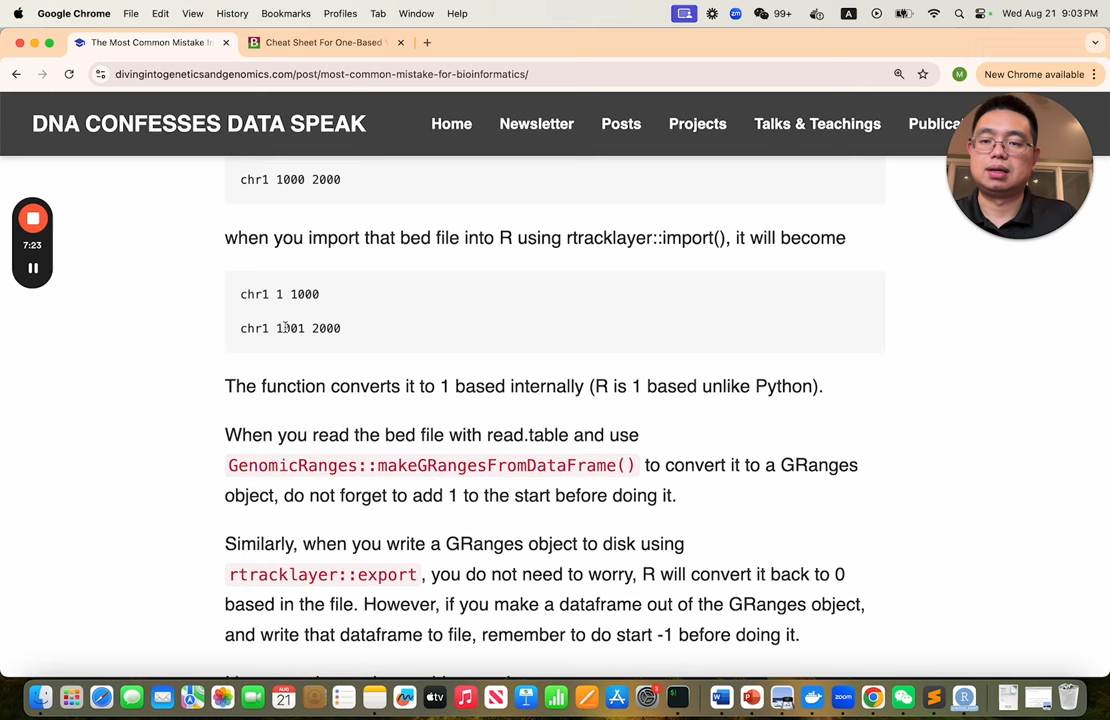 Google Chrome File Edit View History Bookmarks Profiles Tab Window Help 99+ A Wed Aug 21 9:03 PM
The Most Common Mistake In
Cheat Sheet For One-Based
divingintogeneticsandgenomics.com/post/most-common-mistake-for-bioinformatics/
M New Chrome available
DNA CONFESSES DATA SPEAK Home Newsletter Posts Projects Talks & Teachings Publica
chr1 1000 2000
7:23
when you import that bed file into R using rtracklayer::import(), it will become
chr1 1 1000
chr1 1001 2000
The function converts it to 1 based internally (R is 1 based unlike Python).
When you read the bed file with read.table and use
GenomicRanges::makeGRangesFromDataFrame() to convert it to a GRanges
object, do not forget to add 1 to the start before doing it.
Similarly, when you write a GRanges object to disk using
rtracklayer::export , you do not need to worry, R will convert it back to 0
based in the file. However, if you make a dataframe out of the GRanges object,
and write that dataframe to file, remember to do start -1 before doing it.
AUG
21
tv
zoom
R